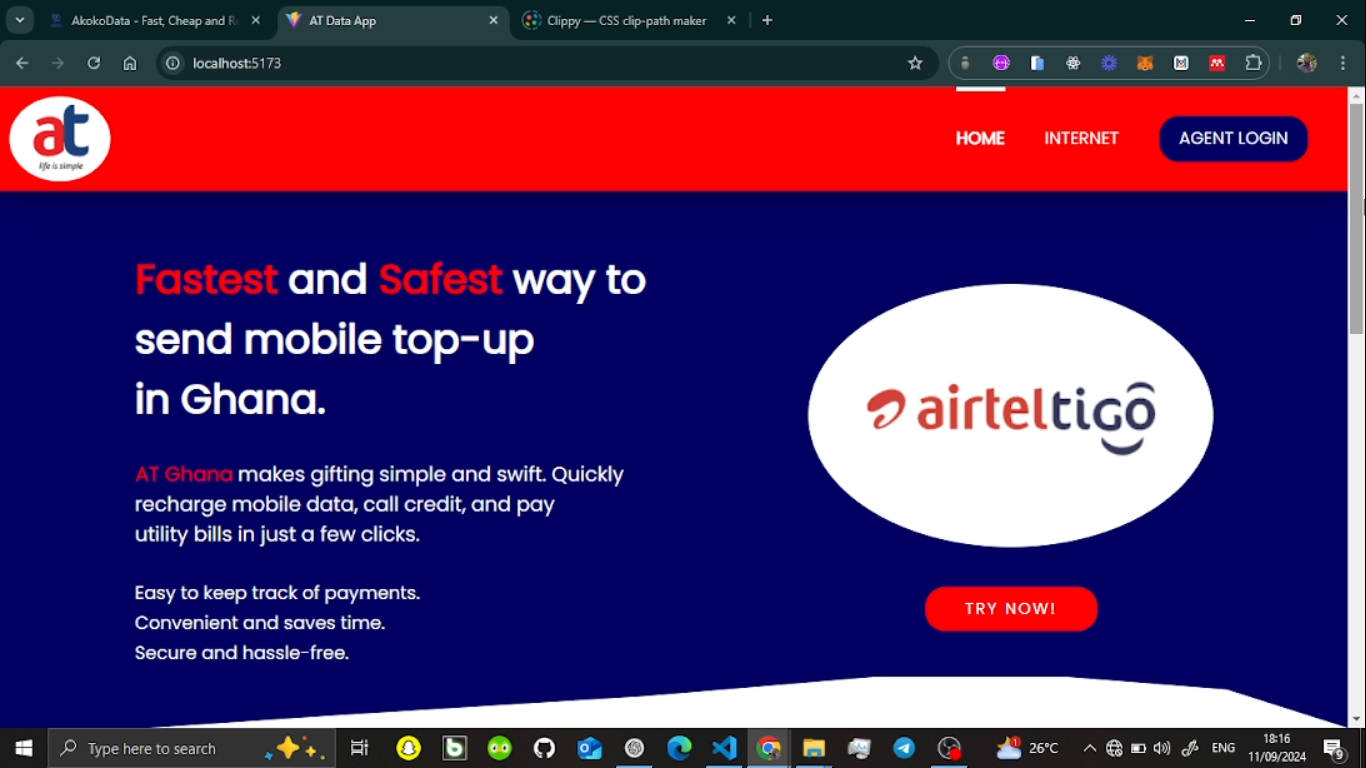 AkokoData - Fast, Cheap and Re
AT Data App
Clippy — CSS clip-path maker
localhost:5173
at
life is simple
HOME
INTERNET
AGENT LOGIN
Fastest and Safest way to
send mobile top-up
in Ghana.
AT Ghana makes gifting simple and swift. Quickly
recharge mobile data, call credit, and pay
utility bills in just a few clicks.
Easy to keep track of payments.
Convenient and saves time.
Secure and hassle-free.
airteltigo
TRY NOW!
Type here to search
1
26°C
ENG
18:16
11/09/2024
9